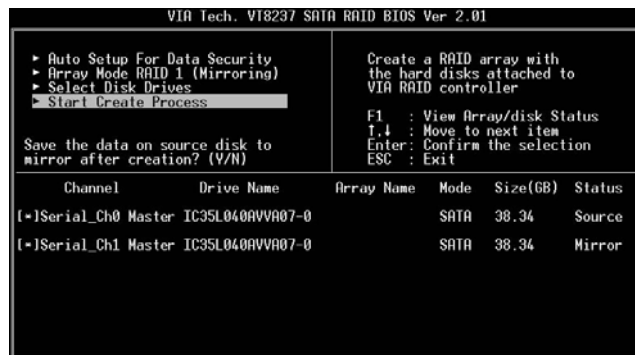 VIA Tech. VT8237 SATA RAID BIOS Ver 2.01
► Auto Setup For Data Security
► Array Mode RAID 1 (Mirroring)
► Select Disk Drives
► Start Create Process
Save the data on source disk to
mirror after creation? (Y/N)
Create a RAID array with
the hard disks attached to
VIA RAID controller
F1 : View Array/disk Status
↑,↓ : Move to next item
Enter: Confirm the selection
ESC : Exit
Channel Drive Name Array Name Mode Size(GB) Status
[*]Serial_Ch0 Master IC35L040AVVA07-0 SATA 38.34 Source
[*]Serial_Ch1 Master IC35L040AVVA07-0 SATA 38.34 Mirror